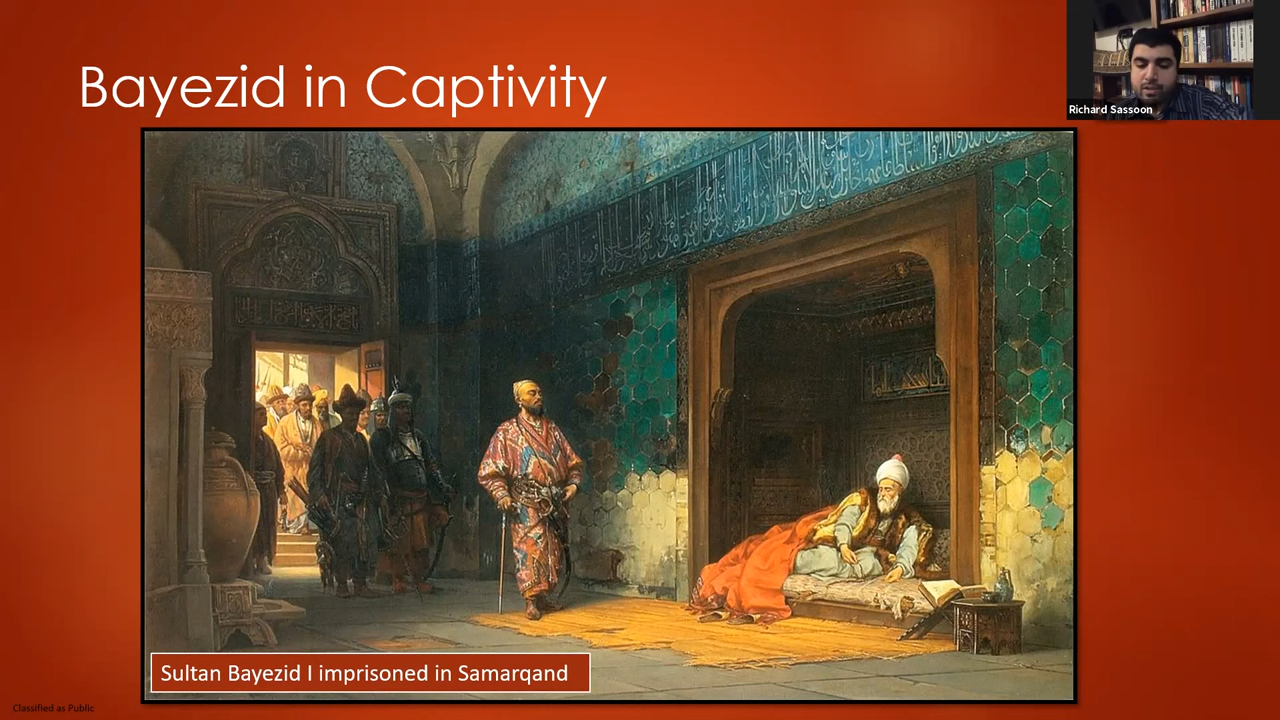 Bayezid in Captivity
Richard Sassoon
Sultan Bayezid I imprisoned in Samarqand
Classified as Public